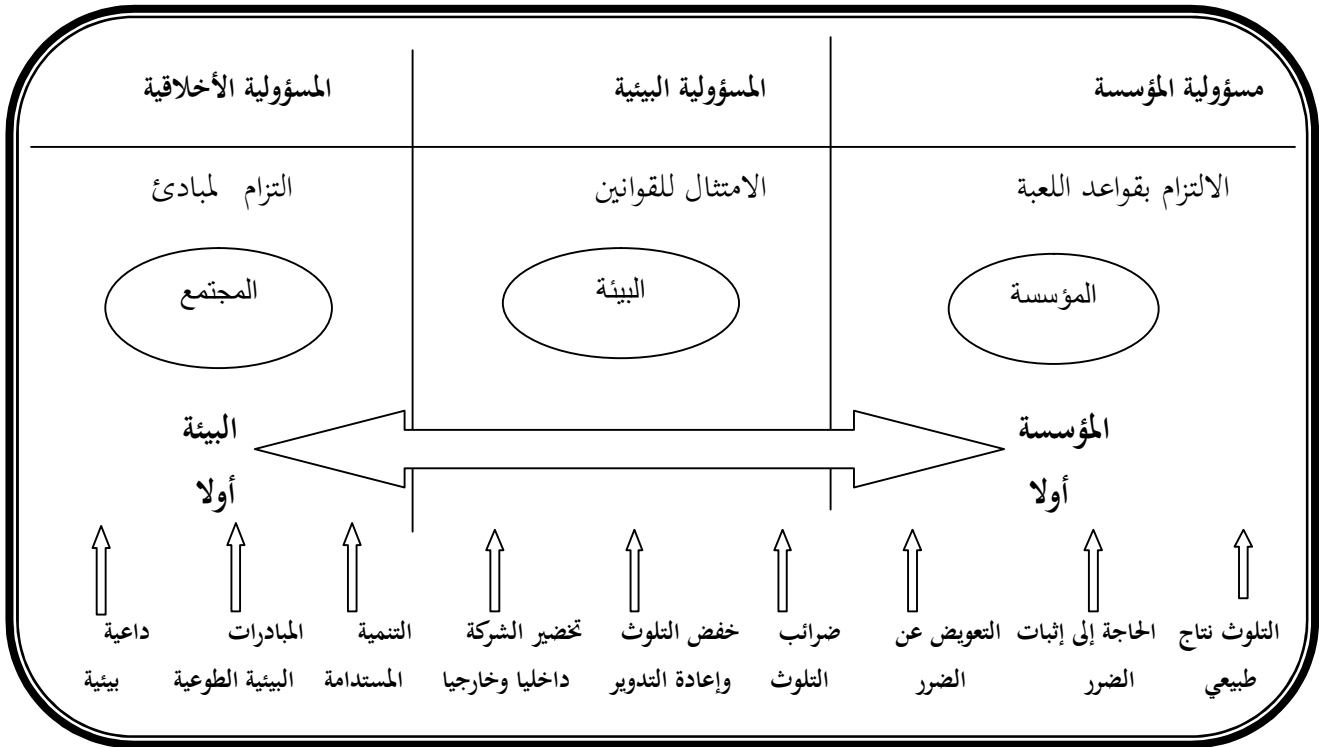 مسؤولية المؤسسة
المسؤولية البيئية
المسؤولية الأخلاقية
الالتزام بقواعد اللعبة
الامتثال للقوانين
التزام لمبادئ
المؤسسة
البيئة
المجتمع
المؤسسة
أولا
البيئة
أولا
التلوث نتاج
طبيعي
الحاجة إلى إثبات
الضرر
التعويض عن
الضرر
ضرائب
التلوث
خفض التلوث
وإعادة التدوير
تخضير الشركة
داخليا وخارجيا
التنمية
المستدامة
المبادرات
البيئية الطوعية
داعية
بيئية